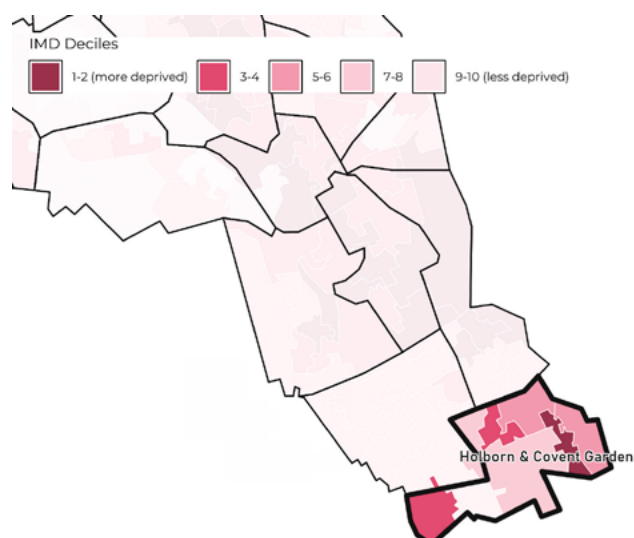 IMD Deciles
1-2 (more deprived) 3-4 5-6 7-8 9-10 (less deprived)
Holborn & Covent Garden